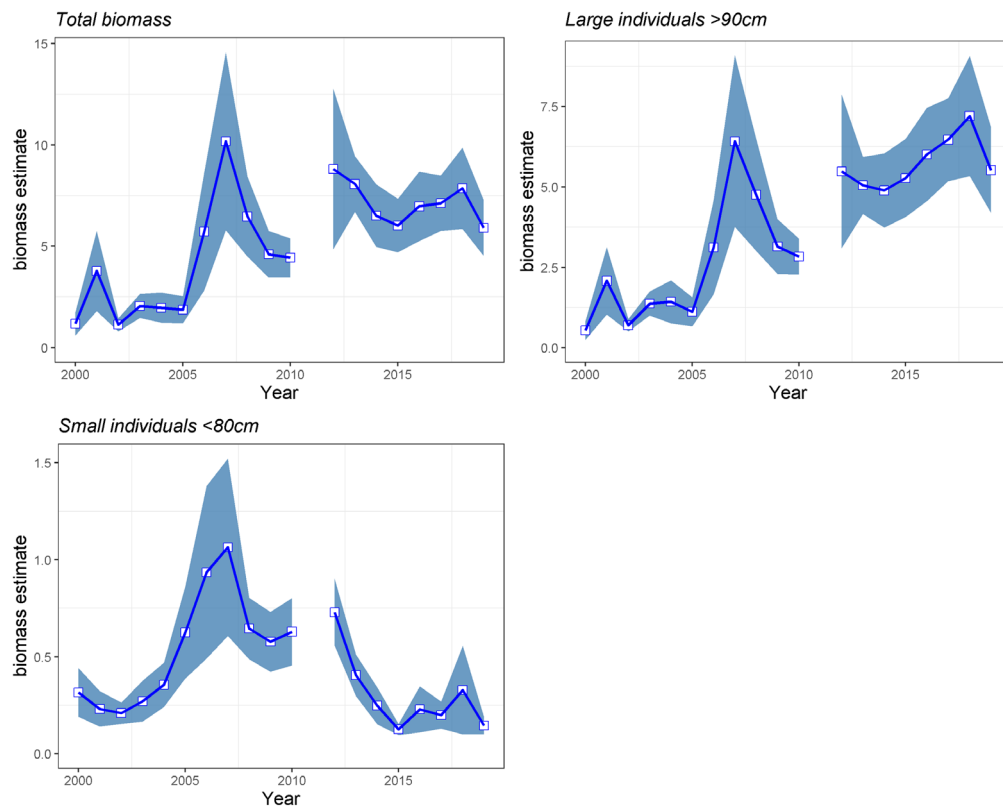 Total biomass
15
10
5
0
biomass estimate
2000
2005
2010
2015
Year
Large individuals >90cm
7.5
5.0
2.5
0.0
biomass estimate
2000
2005
2010
2015
Year
Small individuals <80cm
1.5
1.0
0.5
0.0
biomass estimate
2000
2005
2010
2015
Year